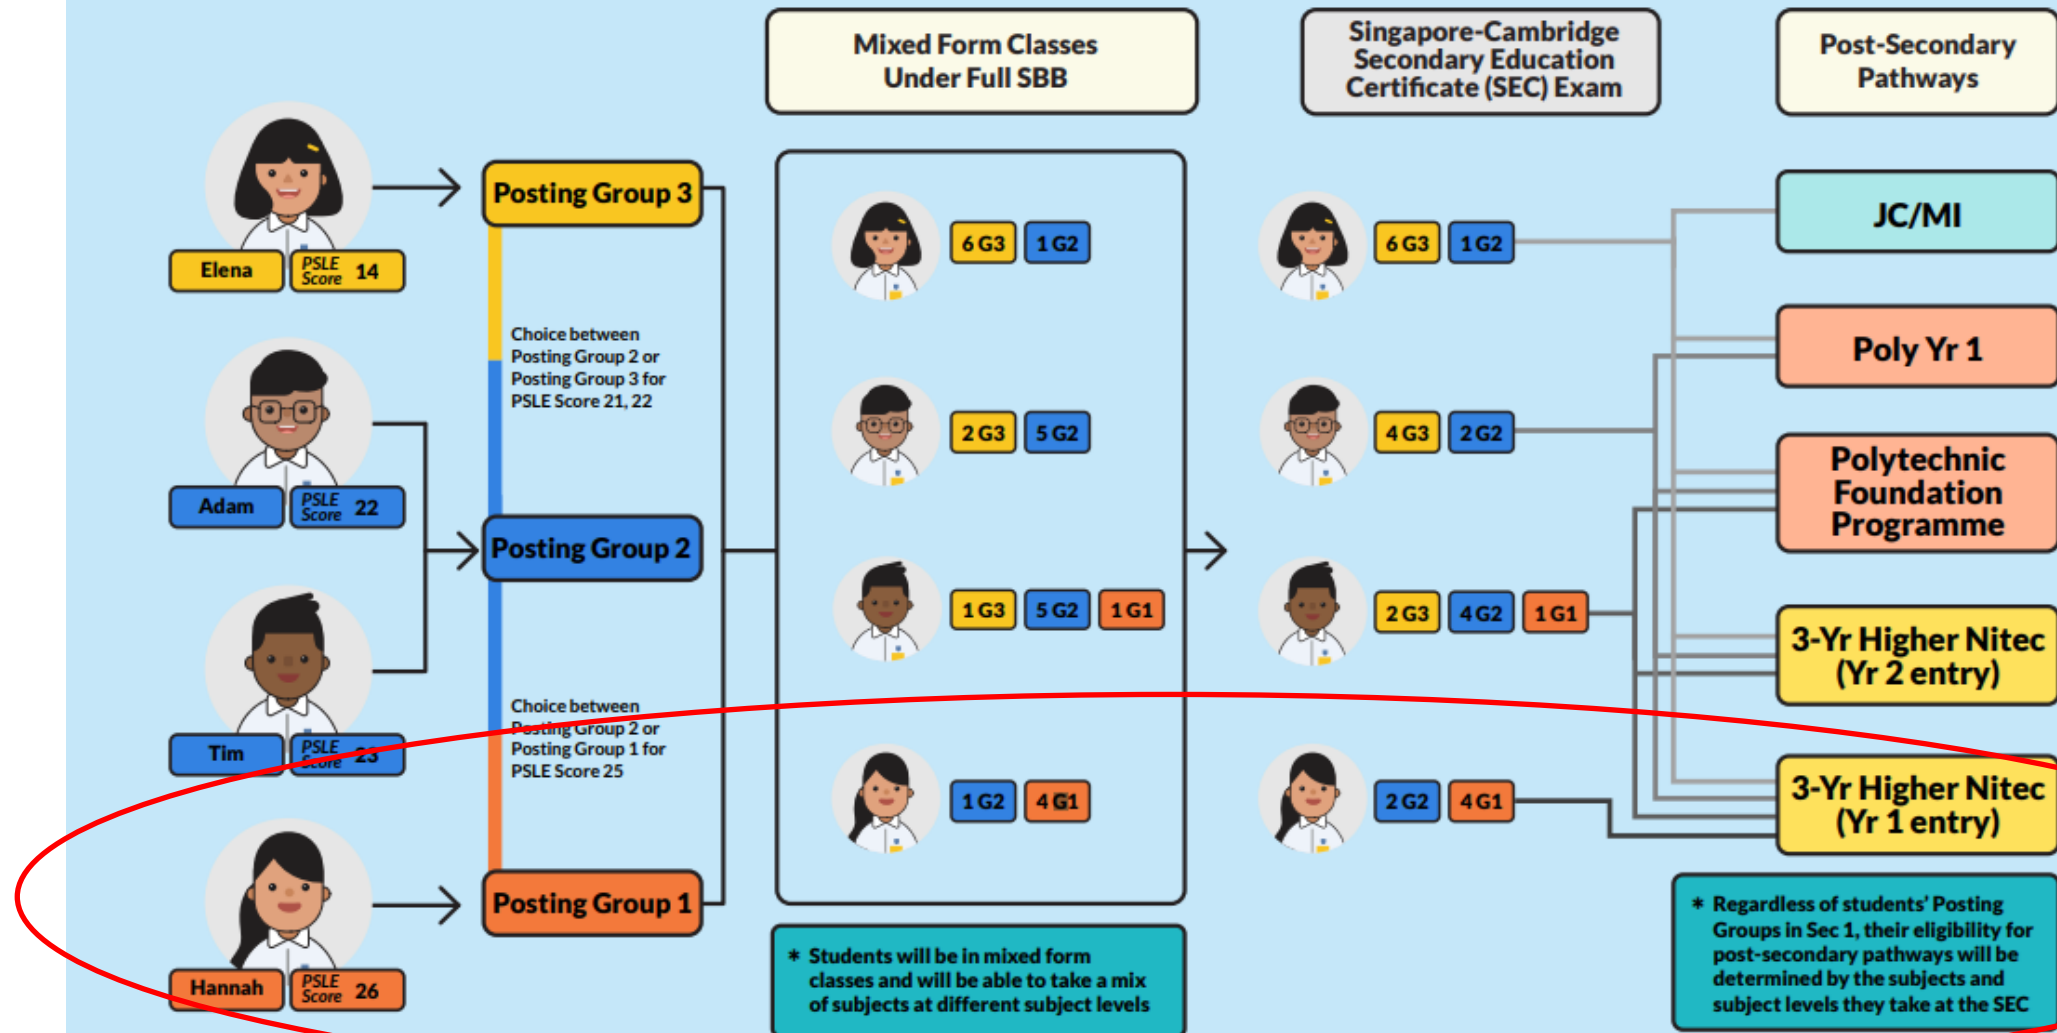 Mixed Form Classes
Under Full SBB
Singapore-Cambridge
Secondary Education
Certificate (SEC) Exam
Post-Secondary
Pathways
Elena
PSLE
Score 14
Posting Group 3
6 G3
1 G2
6 G3
1 G2
JC/MI
Choice between
Posting Group 2 or
Posting Group 3 for
PSLE Score 21, 22
Poly Yr 1
Adam
PSLE
Score 22
2 G3
5 G2
4 G3
2 G2
Polytechnic
Foundation
Programme
Posting Group 2
Tim
PSLE
Score 23
1 G3
5 G2
1 G1
2 G3
4 G2
1 G1
3-Yr Higher Nitec
(Yr 2 entry)
Choice between
Posting Group 2 or
Posting Group 1 for
PSLE Score 25
1 G2
4 G1
2 G2
4 G1
3-Yr Higher Nitec
(Yr 1 entry)
Posting Group 1
Hannah
PSLE
Score 26
* Students will be in mixed form
classes and will be able to take a mix
of subjects at different subject levels
* Regardless of students' Posting
Groups in Sec 1, their eligibility for
post-secondary pathways will be
determined by the subjects and
subject levels they take at the SEC